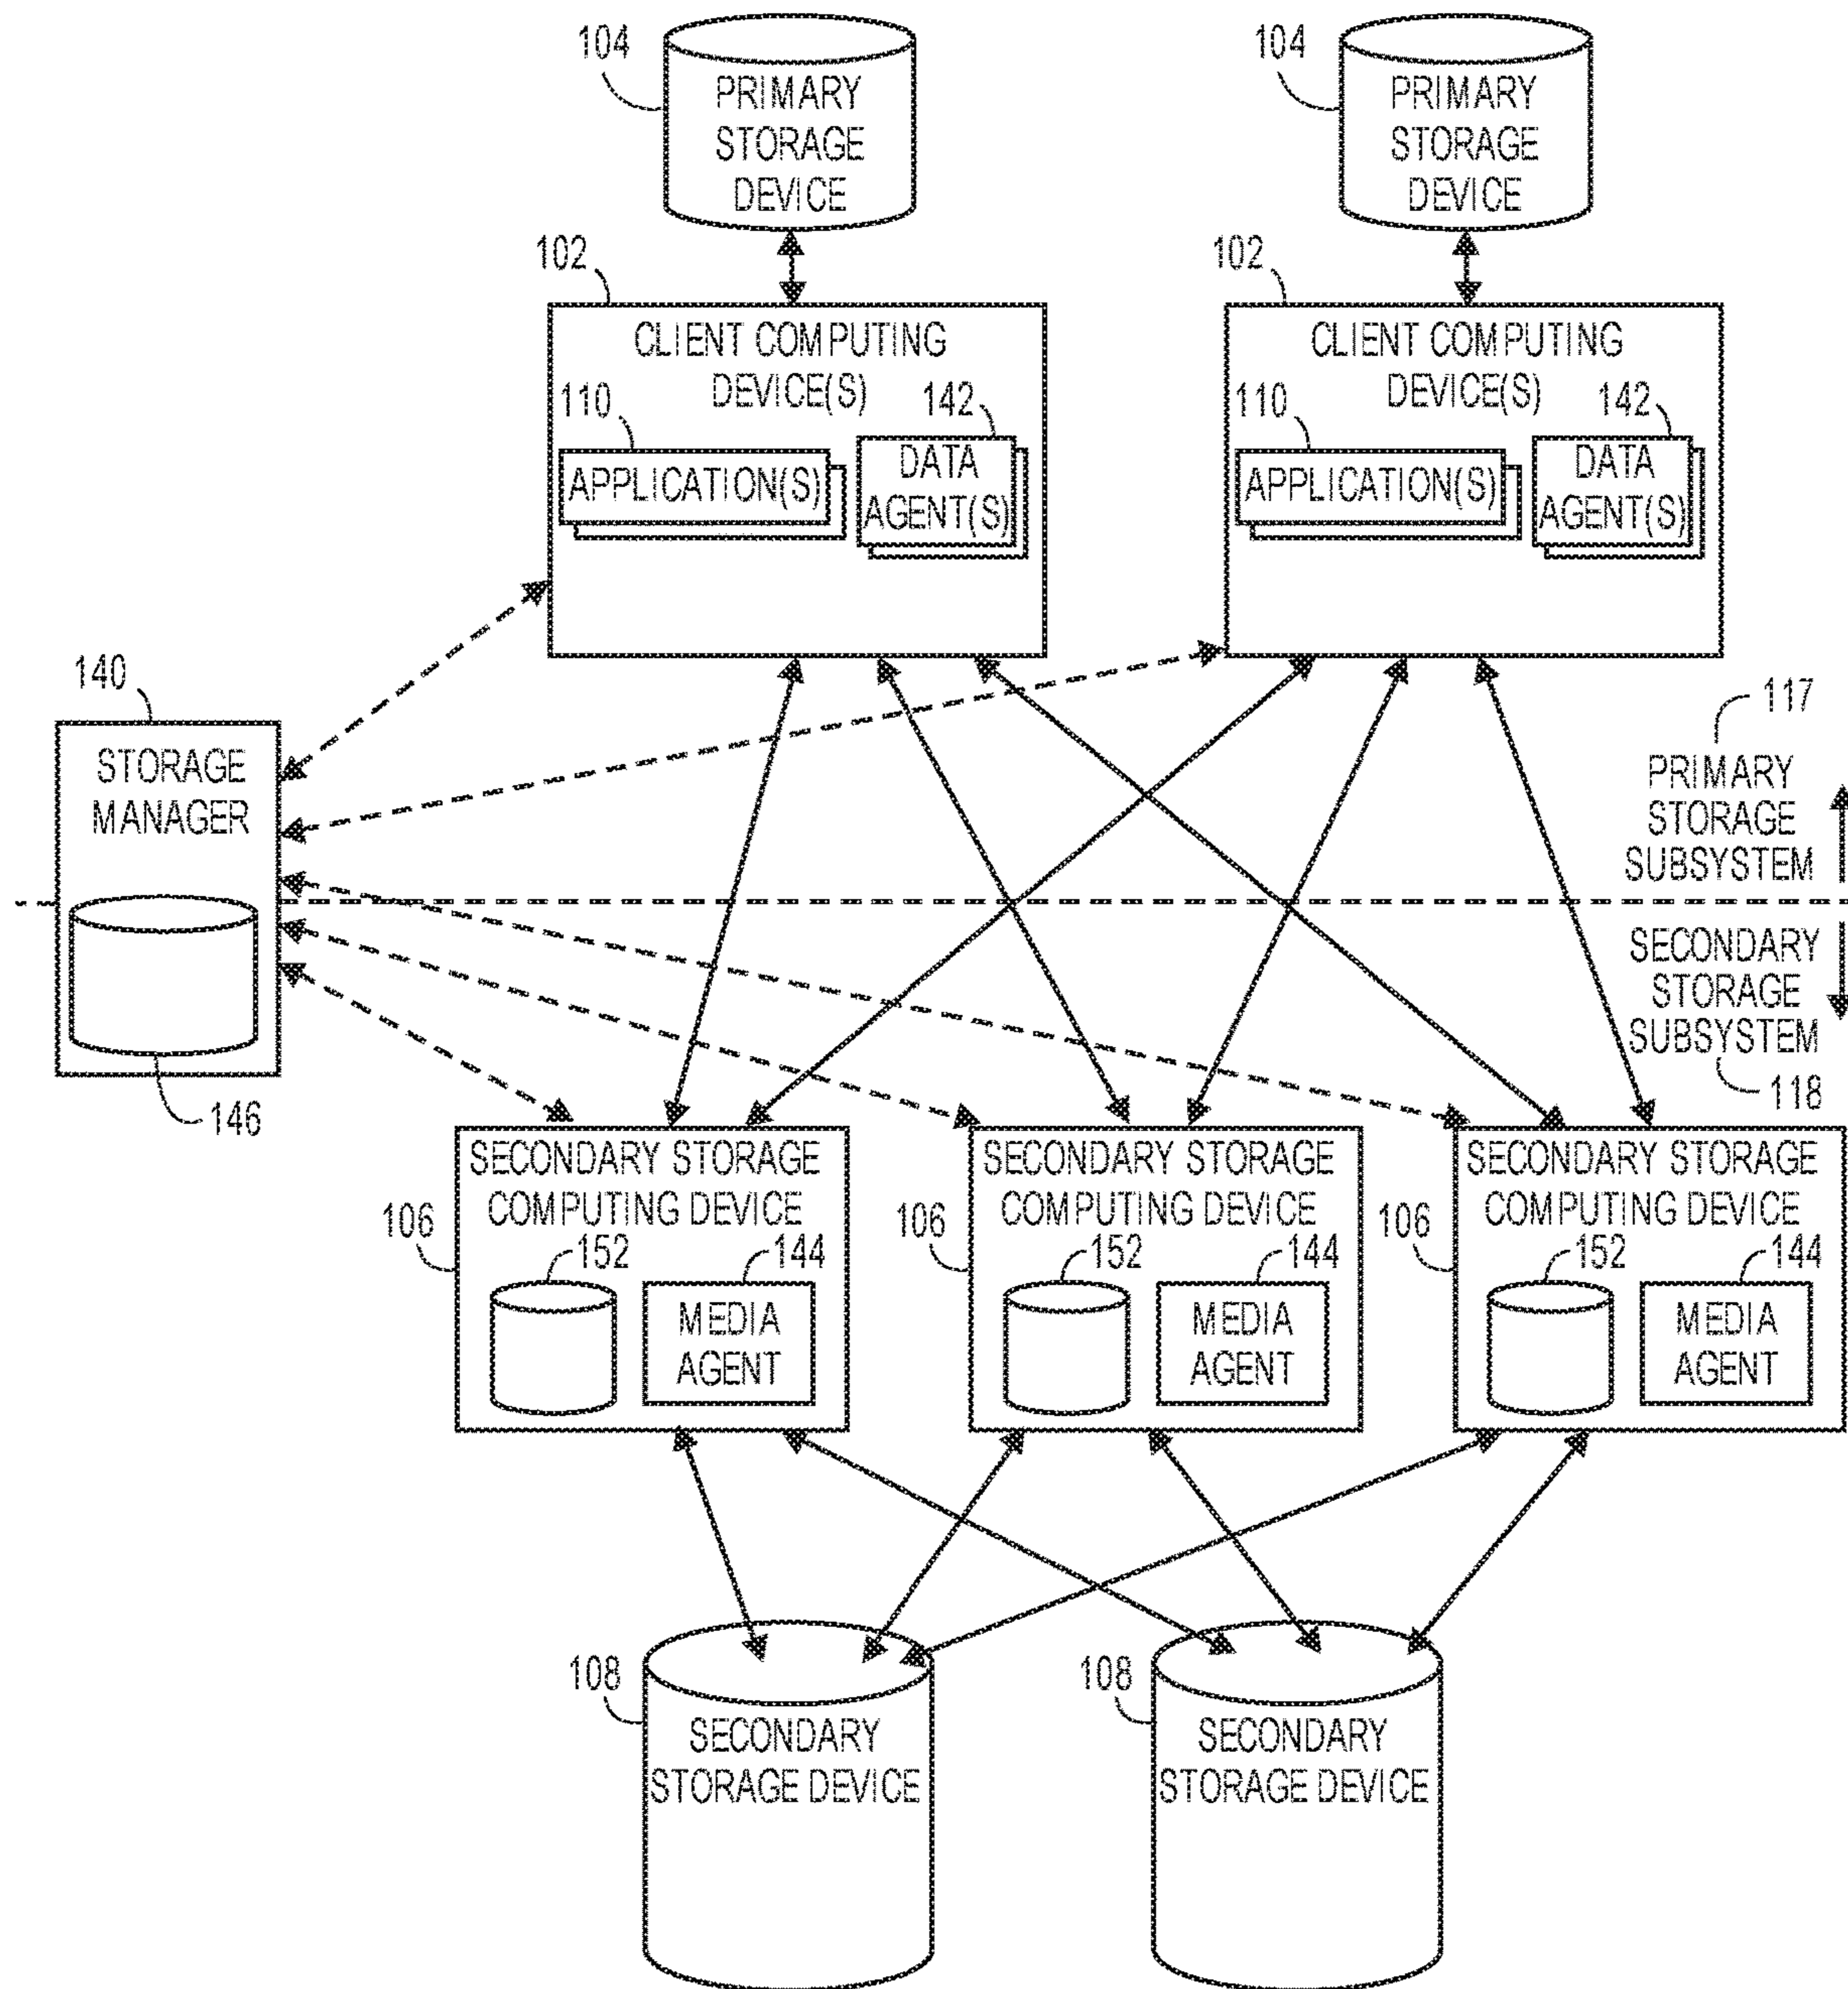 104
PRIMARY
STORAGE
DEVICE
104
PRIMARY
STORAGE
DEVICE
102
CLIENT COMPUTING
DEVICE(S)
110
142
APPLICATION(S)
DATA
AGENT(S)
102
CLIENT COMPUTING
DEVICE(S)
110
142
APPLICATION(S)
DATA
AGENT(S)
140
STORAGE
MANAGER
146
117
PRIMARY
STORAGE
SUBSYSTEM
SECONDARY
STORAGE
SUBSYSTEM
118
SECONDARY STORAGE
COMPUTING DEVICE
106
152
144
MEDIA
AGENT
SECONDARY STORAGE
COMPUTING DEVICE
106
152
144
MEDIA
AGENT
SECONDARY STORAGE
COMPUTING DEVICE
106
152
144
MEDIA
AGENT
108
SECONDARY
STORAGE DEVICE
108
SECONDARY
STORAGE DEVICE